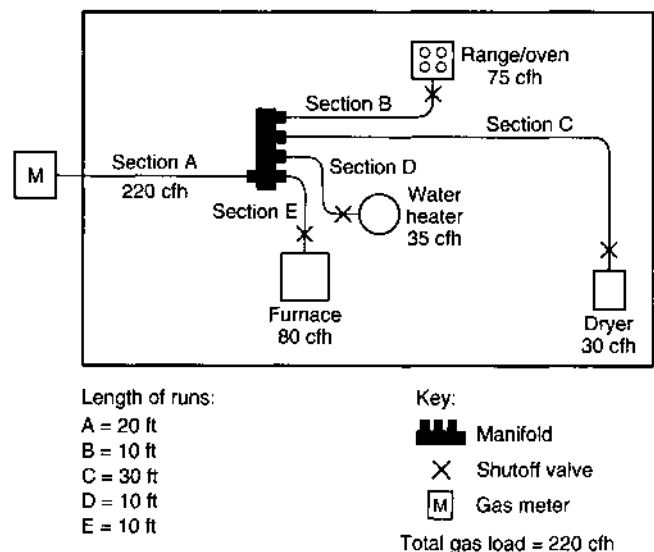 Range/oven
75 cfh
Section B
Section C
Section A
220 cfh
M
Section D
Section E
Water
heater
35 cfh
Furnace
80 cfh
Dryer
30 cfh
Length of runs:
A = 20 ft
B = 10 ft
C = 30 ft
D = 10 ft
E = 10 ft
Key:
Manifold
Shutoff valve
M Gas meter
Total gas load = 220 cfh